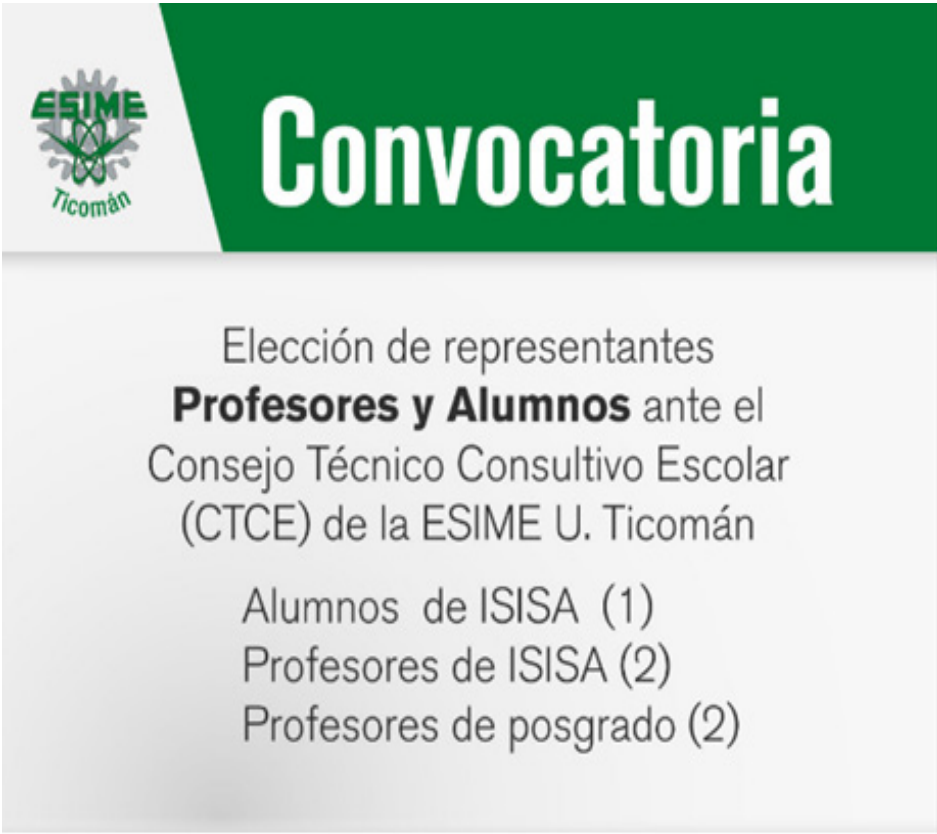 ESIME
Ticomán
Convocatoria
Elección de representantes
Profesores y Alumnos ante el
Consejo Técnico Consultivo Escolar
(CTCE) de la ESIME U. Ticomán
Alumnos de ISISA (1)
Profesores de ISISA (2)
Profesores de posgrado (2)